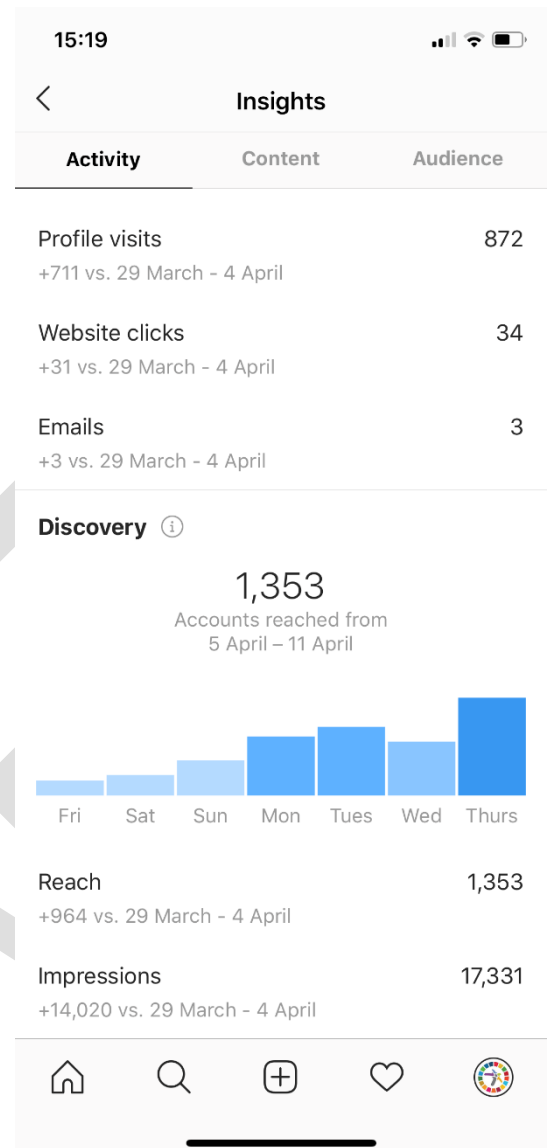 15:19
Insights
Activity Content Audience
Profile visits 872
+711 vs. 29 March - 4 April
Website clicks 34
+31 vs. 29 March - 4 April
Emails 3
+3 vs. 29 March - 4 April
Discovery
1,353
Accounts reached from
5 April – 11 April
Fri Sat Sun Mon Tues Wed Thurs
Reach 1,353
+964 vs. 29 March - 4 April
Impressions 17,331
+14,020 vs. 29 March - 4 April